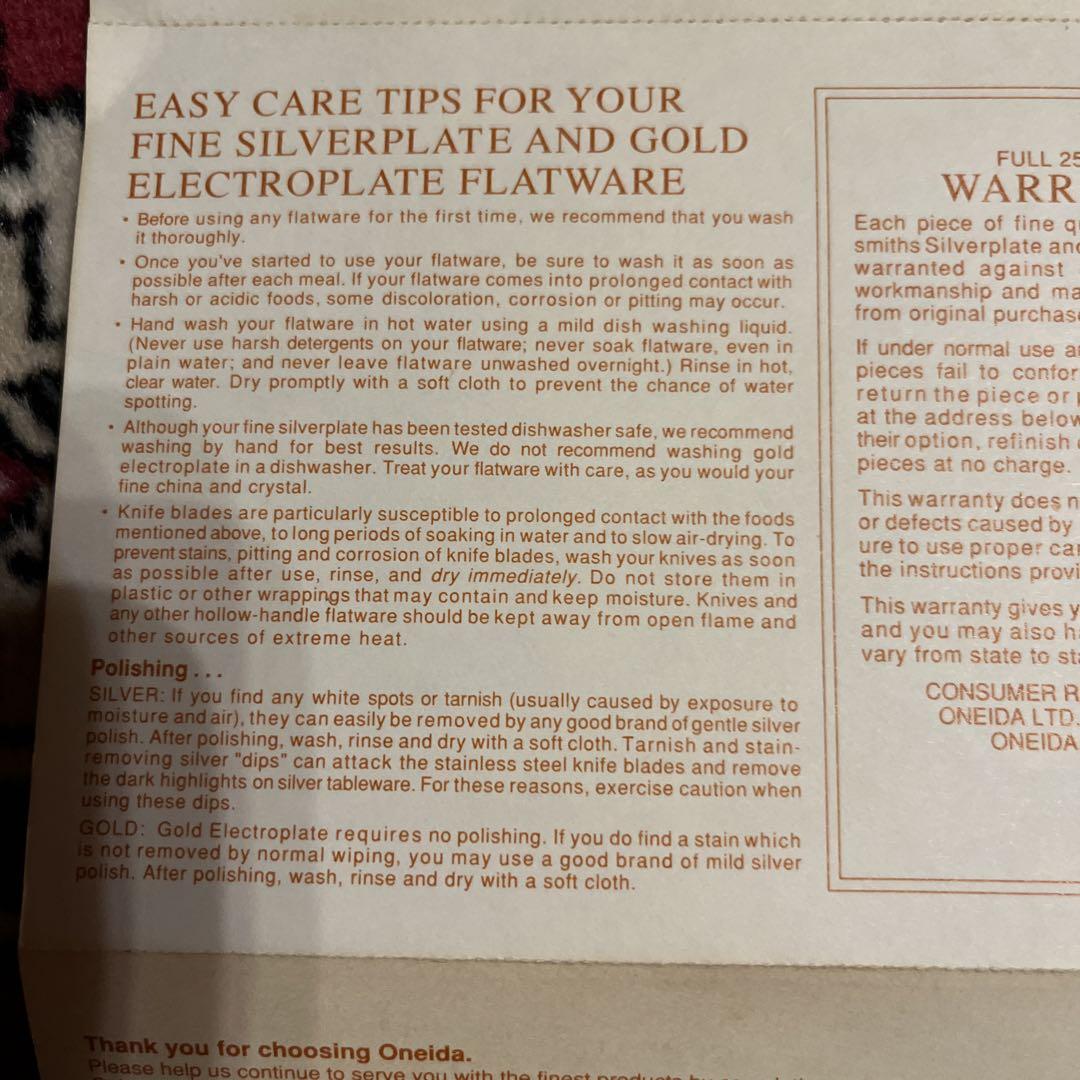 EASY CARE TIPS FOR YOUR
FINE SILVERPLATE AND GOLD
ELECTROPLATE FLATWARE
• Before using any flatware for the first time, we recommend that you wash
it thoroughly.
• Once you've started to use your flatware, be sure to wash it as soon as
possible after each meal. If your flatware comes into prolonged contact with
harsh or acidic foods, some discoloration, corrosion or pitting may occur.
• Hand wash your flatware in hot water using a mild dish washing liquid.
(Never use harsh detergents on your flatware; never soak flatware, even in
plain water; and never leave flatware unwashed overnight.) Rinse in hot,
clear water. Dry promptly with a soft cloth to prevent the chance of water
spotting.
• Although your fine silverplate has been tested dishwasher safe, we recommend
washing by hand for best results. We do not recommend washing gold
electroplate in a dishwasher. Treat your flatware with care, as you would your
fine china and crystal.
• Knife blades are particularly susceptible to prolonged contact with the foods
mentioned above, to long periods of soaking in water and to slow air-drying. To
prevent stains, pitting and corrosion of knife blades, wash your knives as soon
as possible after use, rinse, and dry immediately. Do not store them in
plastic or other wrappings that may contain and keep moisture. Knives and
any other hollow-handle flatware should be kept away from open flame and
other sources of extreme heat.
Polishing . . .
SILVER: If you find any white spots or tarnish (usually caused by exposure to
moisture and air), they can easily be removed by any good brand of gentle silver
polish. After polishing, wash, rinse and dry with a soft cloth. Tarnish and stain-
removing silver "dips" can attack the stainless steel knife blades and remove
the dark highlights on silver tableware. For these reasons, exercise caution when
using these dips.
GOLD: Gold Electroplate requires no polishing. If you do find a stain which
is not removed by normal wiping, you may use a good brand of mild silver
polish. After polishing, wash, rinse and dry with a soft cloth.
FULL 25
WARR
Each piece of fine q
smiths Silverplate and
warranted against
workmanship and ma
from original purchase
If under normal use a
pieces fail to confor
return the piece or
at the address below
their option, refinish
pieces at no charge.
This warranty does n
or defects caused by
ure to use proper car
the instructions provi
This warranty gives y
and you may also h
vary from state to sta
CONSUMER R
ONEIDA LTD.
ONEIDA
Thank you for choosing Oneida.
Please help us continue to serve you with the finest products by